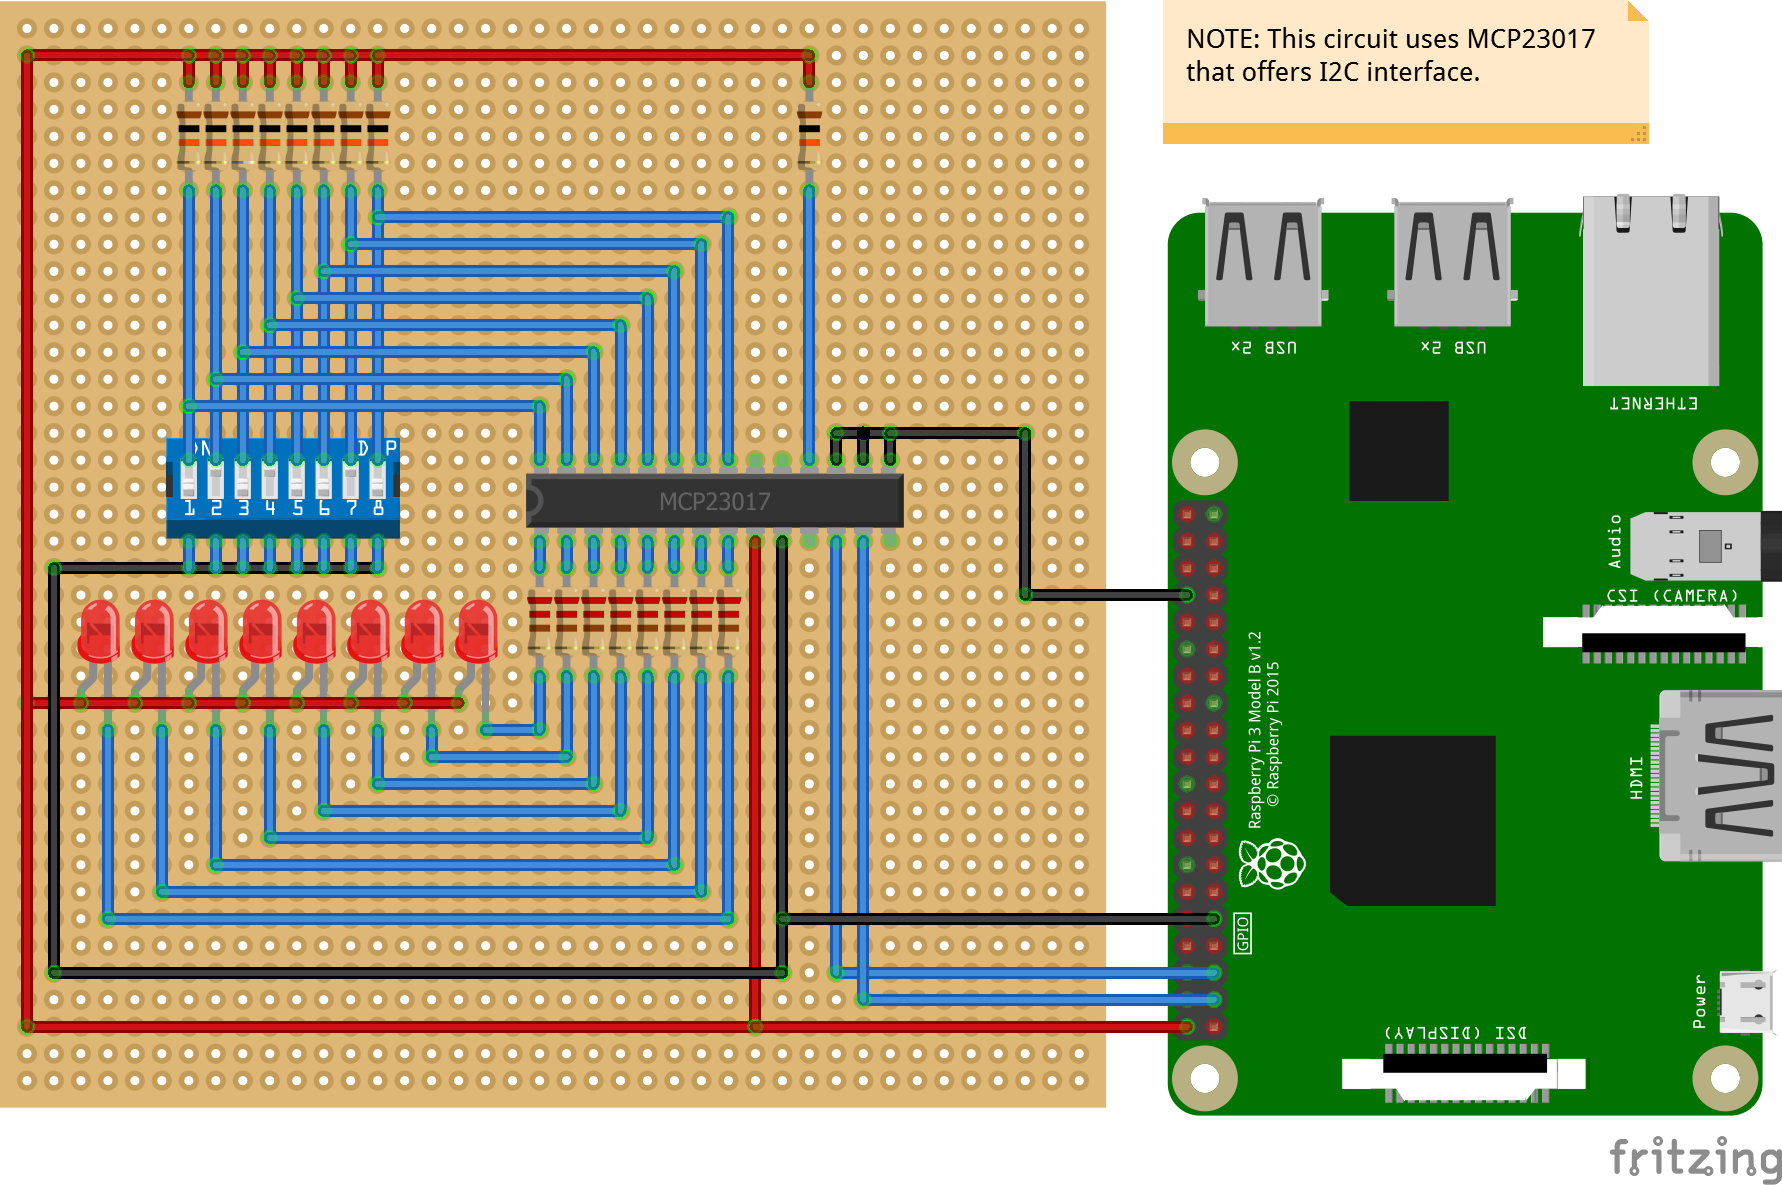 NOTE: This circuit uses MCP23017
that offers I2C interface.
USB 2x
USB 2x
ETHERNET
ON
DIP
1 2 3 4 5 6 7 8
MCP23017
Audio
CSI (CAMERA)
Raspberry Pi 3 Model B v1.2
© Raspberry Pi 2015
HDMI
GPIO
Power
DSI (DISPLAY)
fritzing